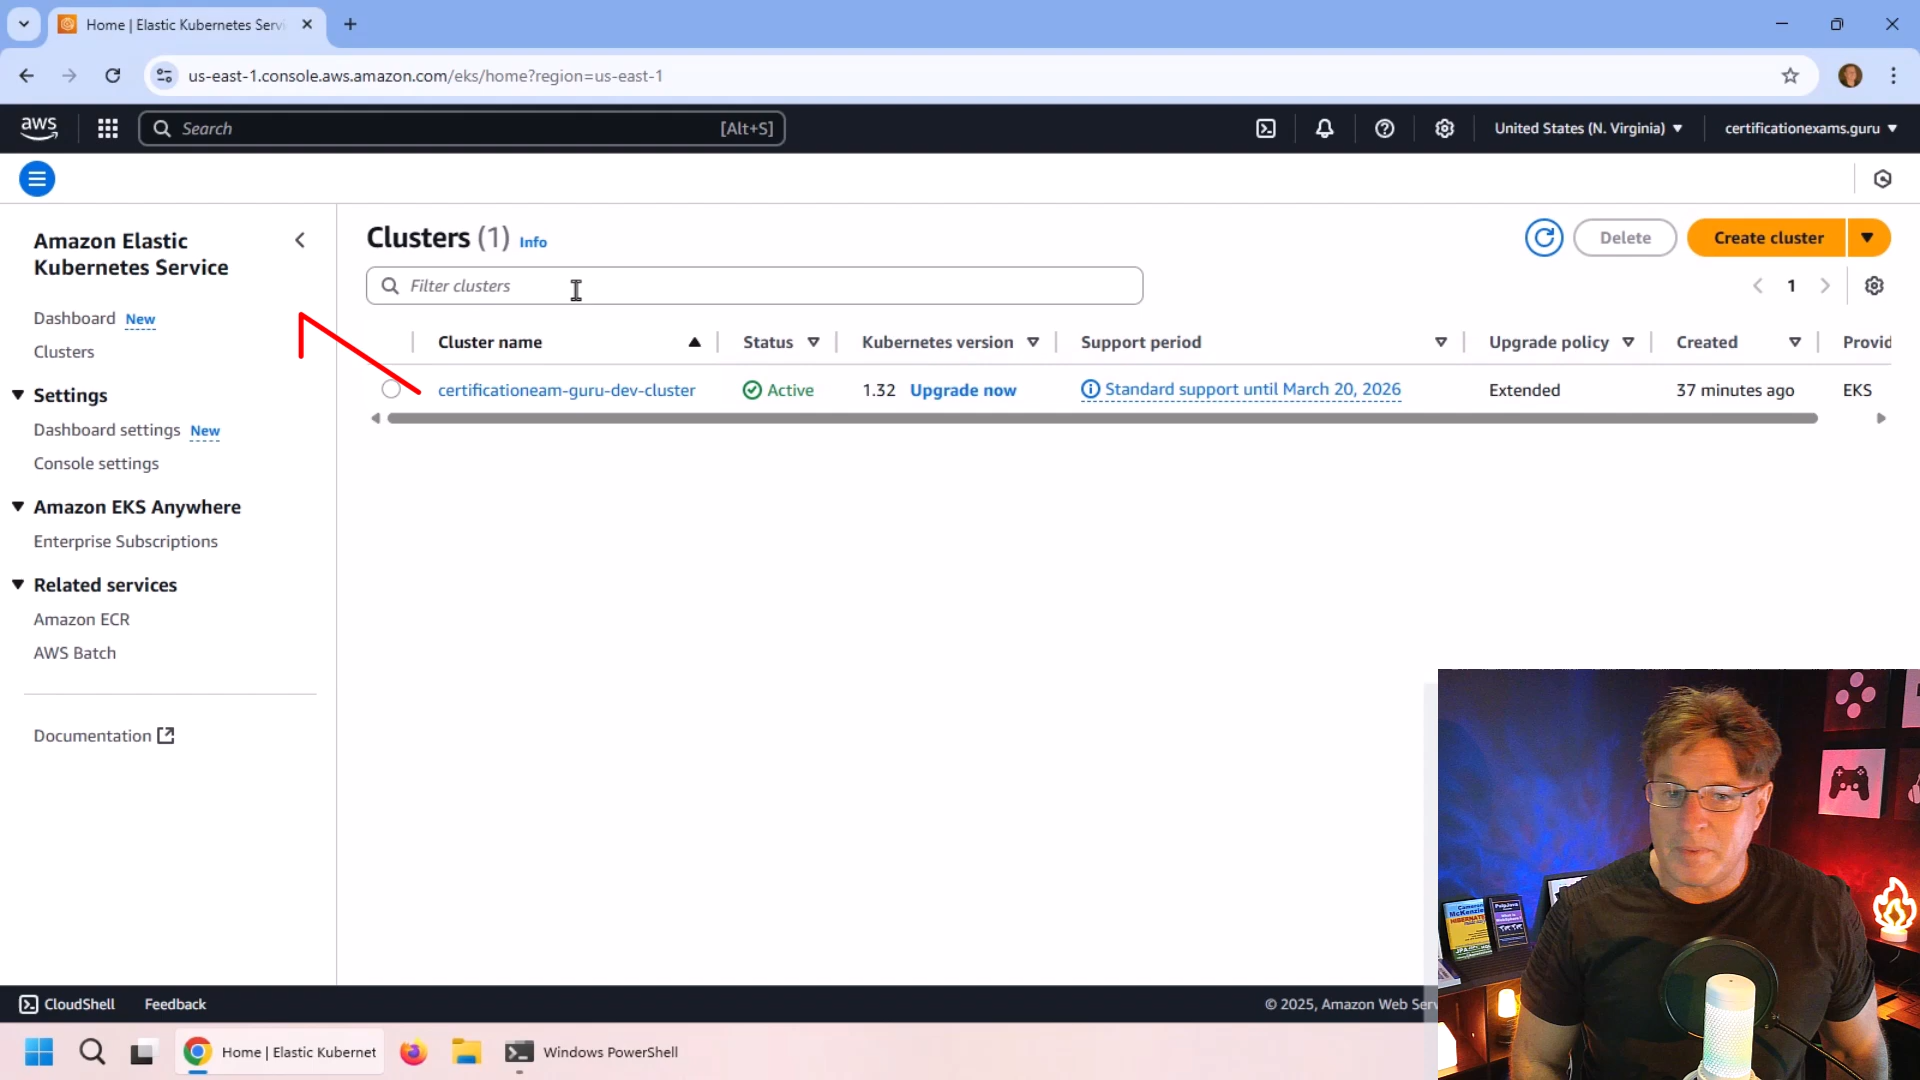 Home | Elastic Kubernetes Servi
us-east-1.console.aws.amazon.com/eks/home?region=us-east-1
aws
Search
[Alt+S]
United States (N. Virginia)
certificationexams.guru
Amazon Elastic
Kubernetes Service
Dashboard New
Clusters
Settings
Dashboard settings New
Console settings
Amazon EKS Anywhere
Enterprise Subscriptions
Related services
Amazon ECR
AWS Batch
Documentation
Clusters (1) Info
Delete
Create cluster
Filter clusters
1
Cluster name
Status
Kubernetes version
Support period
Upgrade policy
Created
Provid
certificationeam-guru-dev-cluster
Active
1.32 Upgrade now
Standard support until March 20, 2026
Extended
37 minutes ago
EKS
CloudShell
Feedback
© 2025, Amazon Web Serv
Home | Elastic Kubernet
Windows PowerShell